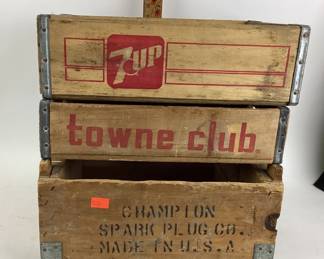 7UP
towne club
CHAMPION
SPARK PLUG CO.
MADE IN U.S.A